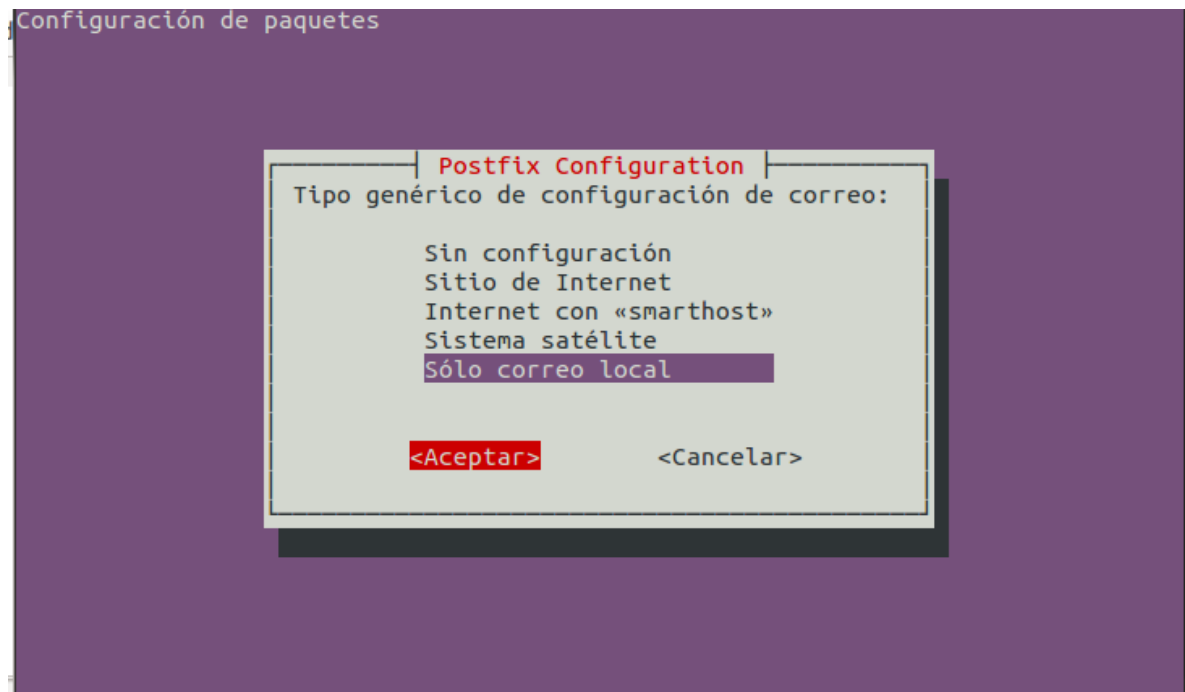 Configuración de paquetes
Postfix Configuration
Tipo genérico de configuración de correo:
Sin configuración
Sitio de Internet
Internet con «smarthost»
Sistema satélite
Sólo correo local
<Aceptar> <Cancelar>